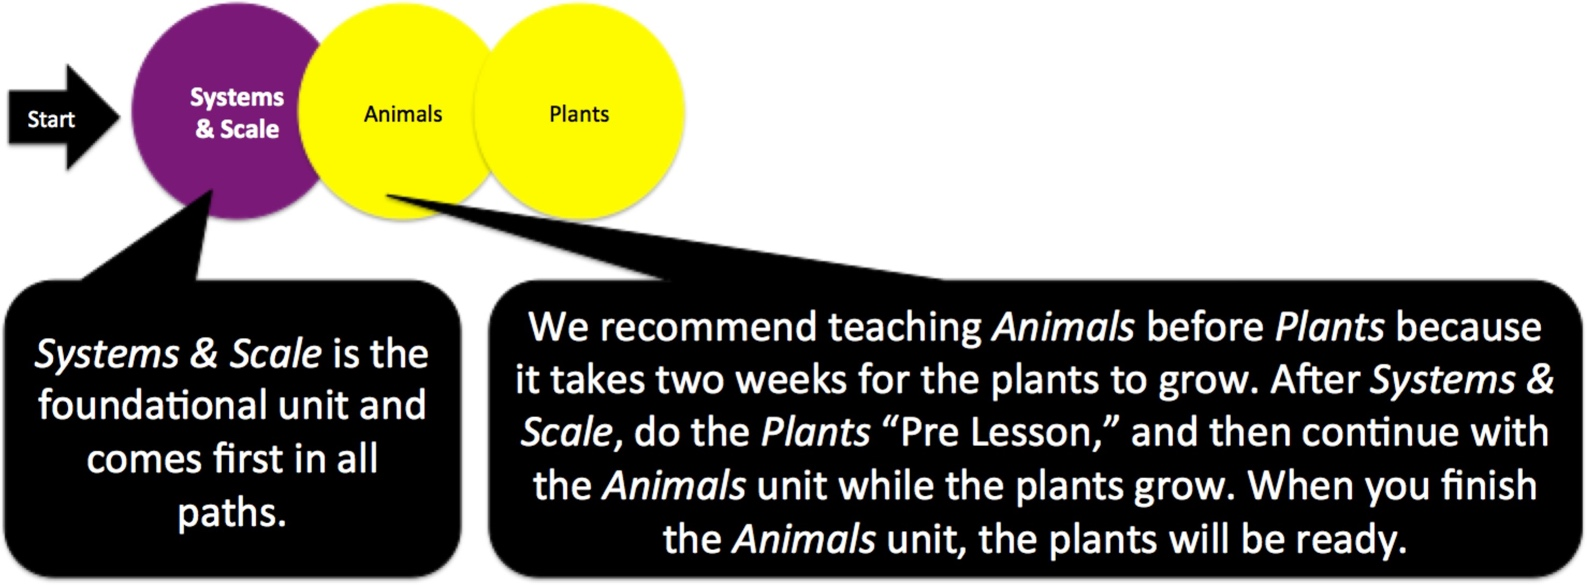 Start
Systems
& Scale
Animals
Plants
Systems & Scale is the
foundational unit and
comes first in all
paths.
We recommend teaching Animals before Plants because
it takes two weeks for the plants to grow. After Systems &
Scale, do the Plants “Pre Lesson,” and then continue with
the Animals unit while the plants grow. When you finish
the Animals unit, the plants will be ready.